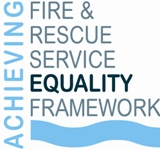 ACHIEVING
FIRE &
RESCUE
SERVICE
EQUALITY
FRAMEWORK